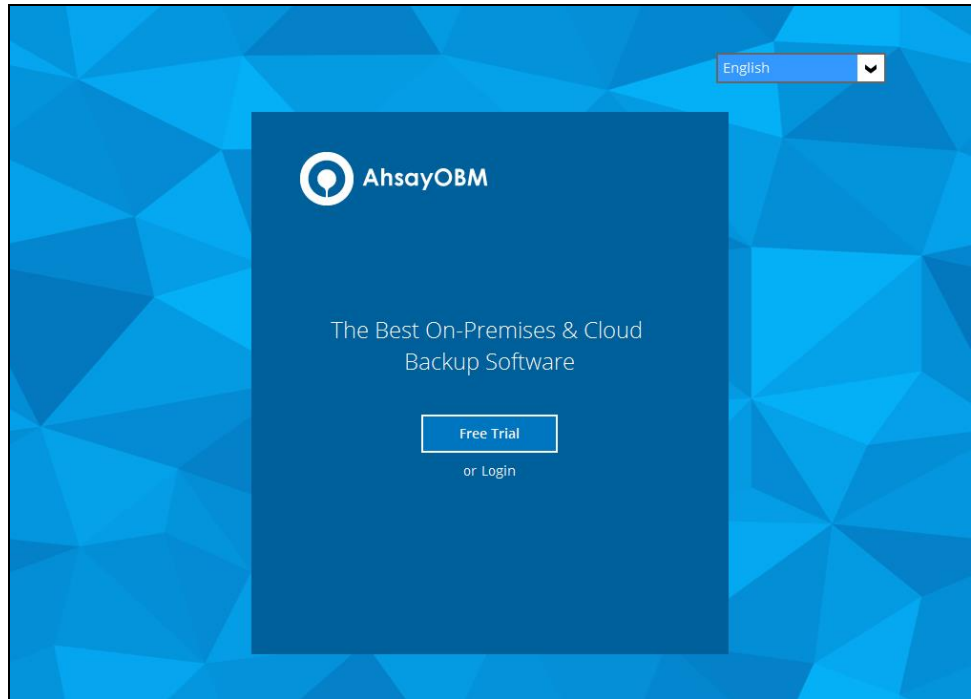 English
AhsayOBM
The Best On-Premises & Cloud
Backup Software
Free Trial
or Login